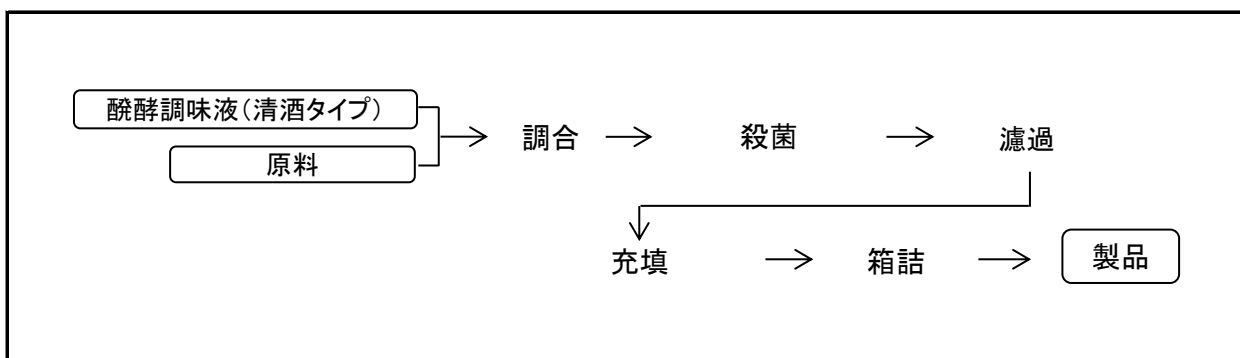 醗酵調味液(清酒タイプ)
原料
調合
殺菌
濾過
充填
箱詰
製品